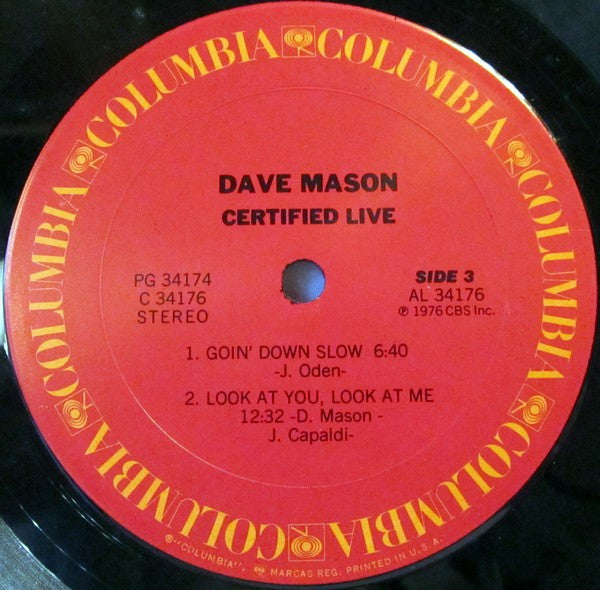 COLUMBIA COLUMBIA COLUMBIA COLUMBIA COLUMBIA COLUMBIA COLUMBIA COLUMBIA
DAVE MASON
CERTIFIED LIVE
PG 34174
C 34176
STEREO
SIDE 3
AL 34176
℗ 1976 CBS Inc.
1. GOIN' DOWN SLOW 6:40
-J. Oden-
2. LOOK AT YOU, LOOK AT ME
12:32 -D. Mason -
J. Capaldi-
®"COLUMBIA", MARCAS REG. PRINTED IN U.S.A.